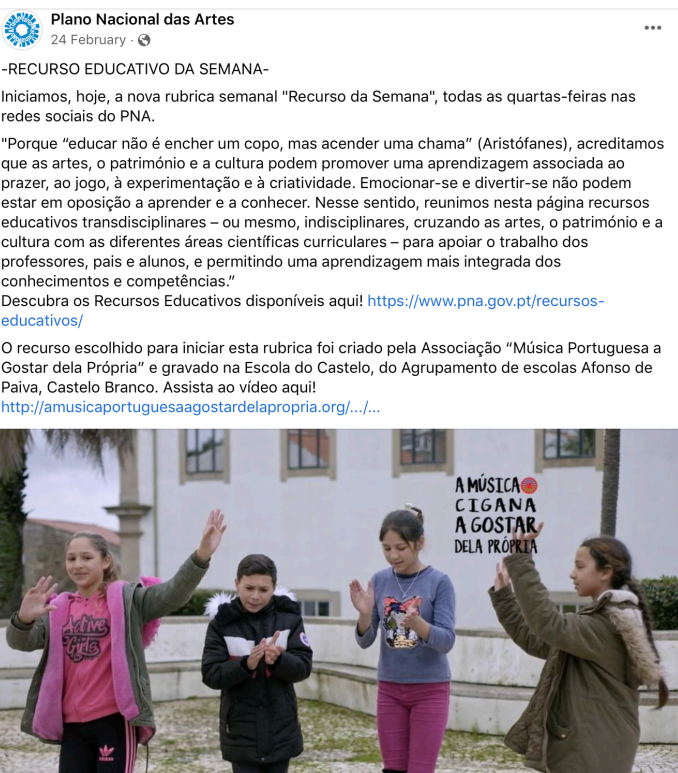 Plano Nacional das Artes
24 February ·
-RECURSO EDUCATIVO DA SEMANA-
Iniciamos, hoje, a nova rubrica semanal "Recurso da Semana", todas as quartas-feiras nas
redes sociais do PNA.
"Porque “educar não é encher um copo, mas acender uma chama” (Aristófanes), acreditamos
que as artes, o património e a cultura podem promover uma aprendizagem associada ao
prazer, ao jogo, à experimentação e à criatividade. Emocionar-se e divertir-se não podem
estar em oposição a aprender e a conhecer. Nesse sentido, reunimos nesta página recursos
educativos transdisciplinares – ou mesmo, indisciplinares, cruzando as artes, o património e a
cultura com as diferentes áreas científicas curriculares – para apoiar o trabalho dos
professores, pais e alunos, e permitindo uma aprendizagem mais integrada dos
conhecimentos e competências.”
Descubra os Recursos Educativos disponíveis aqui! https://www.pna.gov.pt/recursos-
educativos/
O recurso escolhido para iniciar esta rubrica foi criado pela Associação “Música Portuguesa a
Gostar dela Própria” e gravado na Escola do Castelo, do Agrupamento de escolas Afonso de
Paiva, Castelo Branco. Assista ao vídeo aqui!
http://amusicaportuguesaagostardelapropria.org/.../...
A MÚSICA
CIGANA
A GOSTAR
DELA PRÓPRIA
Active
Girls